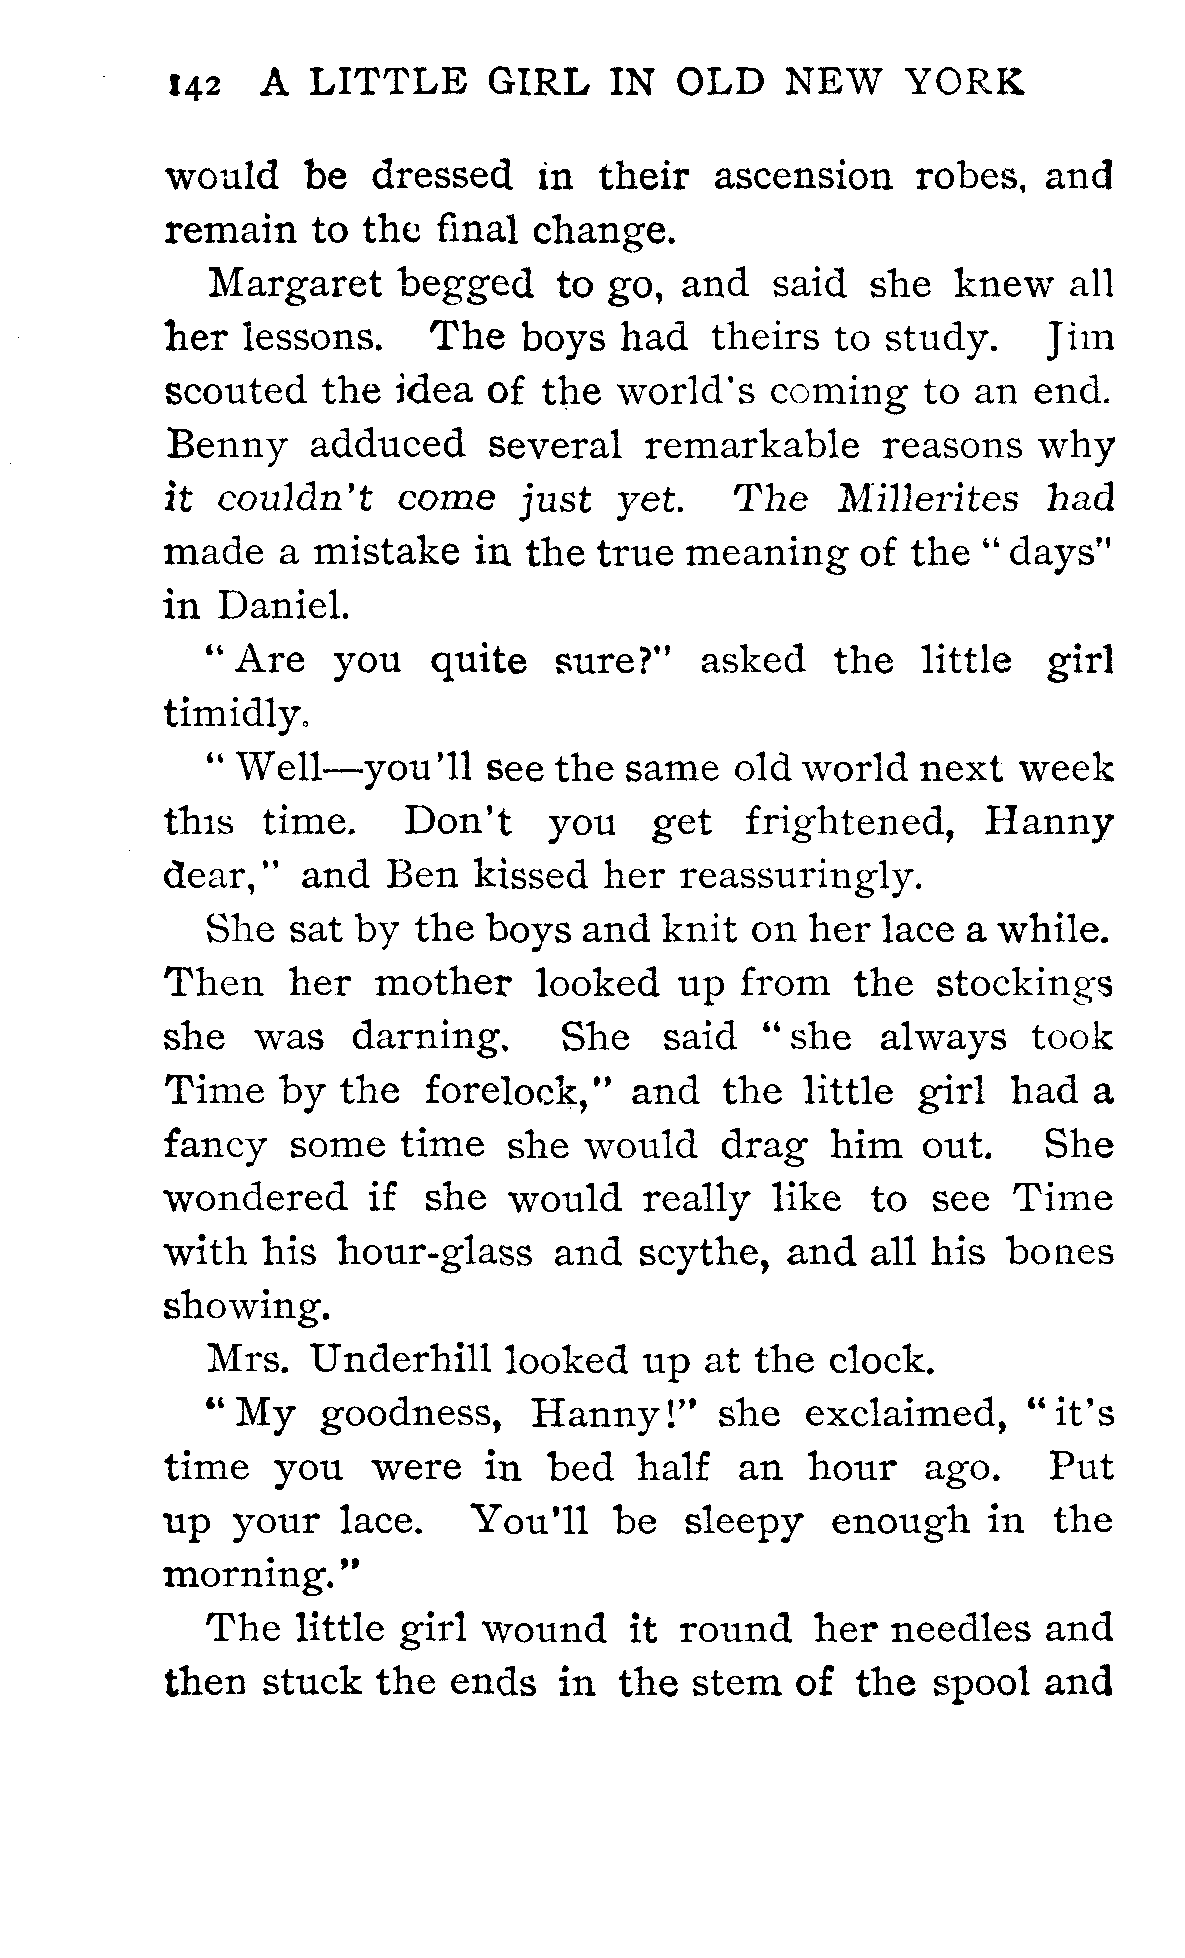 142 A LITTLE GIRL IN OLD NEW YORK
would be dressed in their ascension robes, and
remain to the final change.
Margaret begged to go, and said she knew all
her lessons. The boys had theirs to study. Jim
scouted the idea of the world's coming to an end.
Benny adduced several remarkable reasons why
it couldn't come just yet. The Millerites had
made a mistake in the true meaning of the "days"
in Daniel.
"Are you quite sure?" asked the little girl
timidly.
"Well—you'll see the same old world next week
this time. Don't you get frightened, Hanny
dear," and Ben kissed her reassuringly.
She sat by the boys and knit on her lace a while.
Then her mother looked up from the stockings
she was darning. She said "she always took
Time by the forelock," and the little girl had a
fancy some time she would drag him out. She
wondered if she would really like to see Time
with his hour-glass and scythe, and all his bones
showing.
Mrs. Underhill looked up at the clock.
"My goodness, Hanny!" she exclaimed, "it's
time you were in bed half an hour ago. Put
up your lace. You'll be sleepy enough in the
morning."
The little girl wound it round her needles and
then stuck the ends in the stem of the spool and